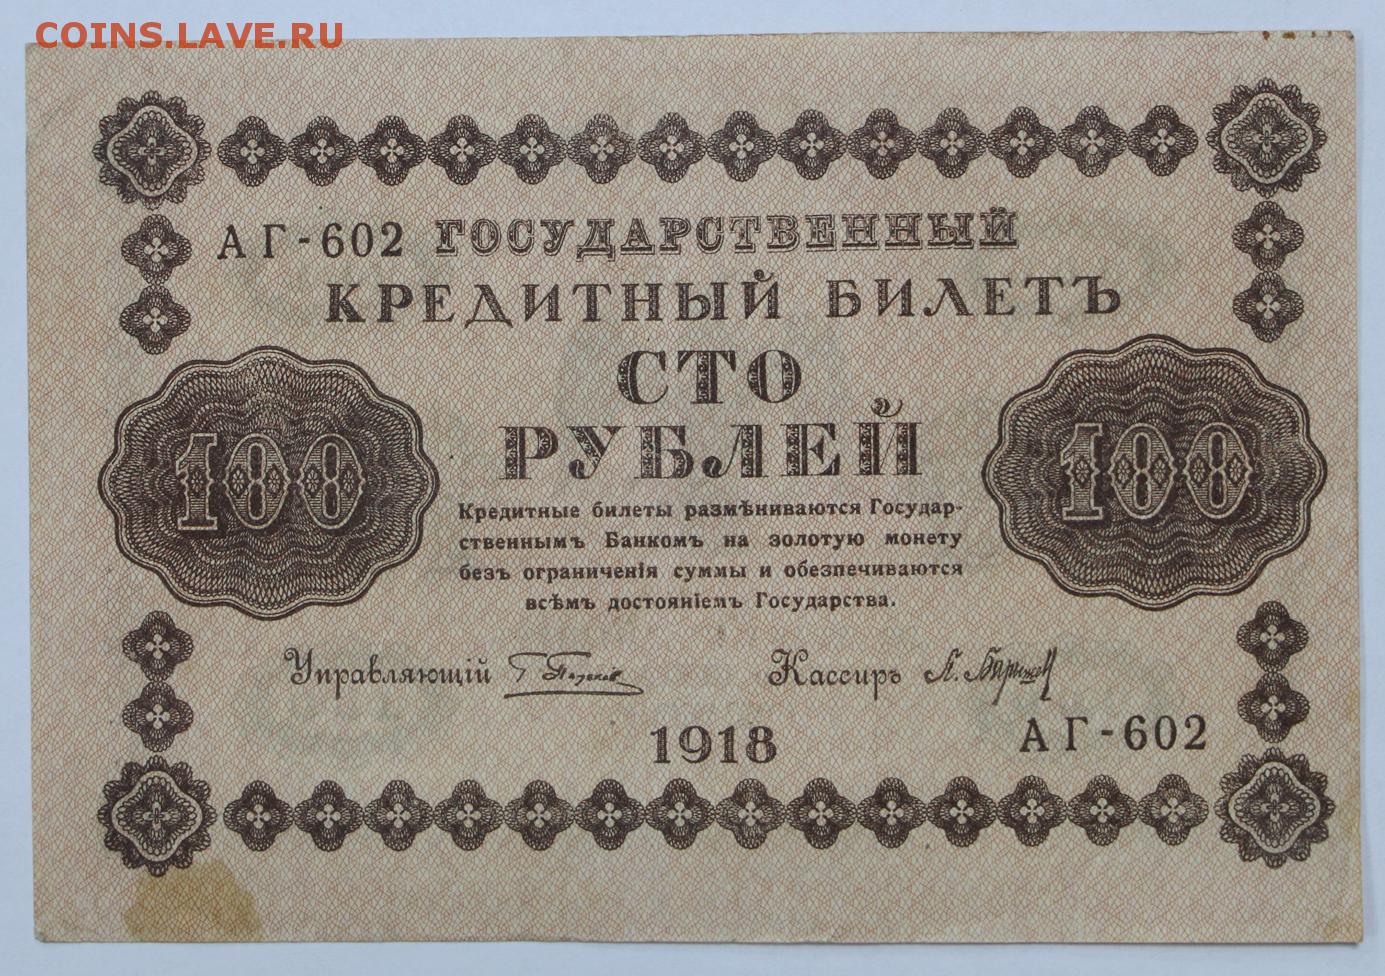 COINS.LAVE.RU
АГ-602 ГОСУДАРСТВЕННЫЙ
КРЕДИТНЫЙ БИЛЕТЪ
СТО
РУБЛЕЙ
100
100
Кредитные билеты размѣниваются Государ-
ственнымъ Банкомъ на золотую монету
безъ ограниченія суммы и обезпечиваются
всѣмъ достояніемъ Государства.
Управляющій
Кассиръ
1918
АГ-602